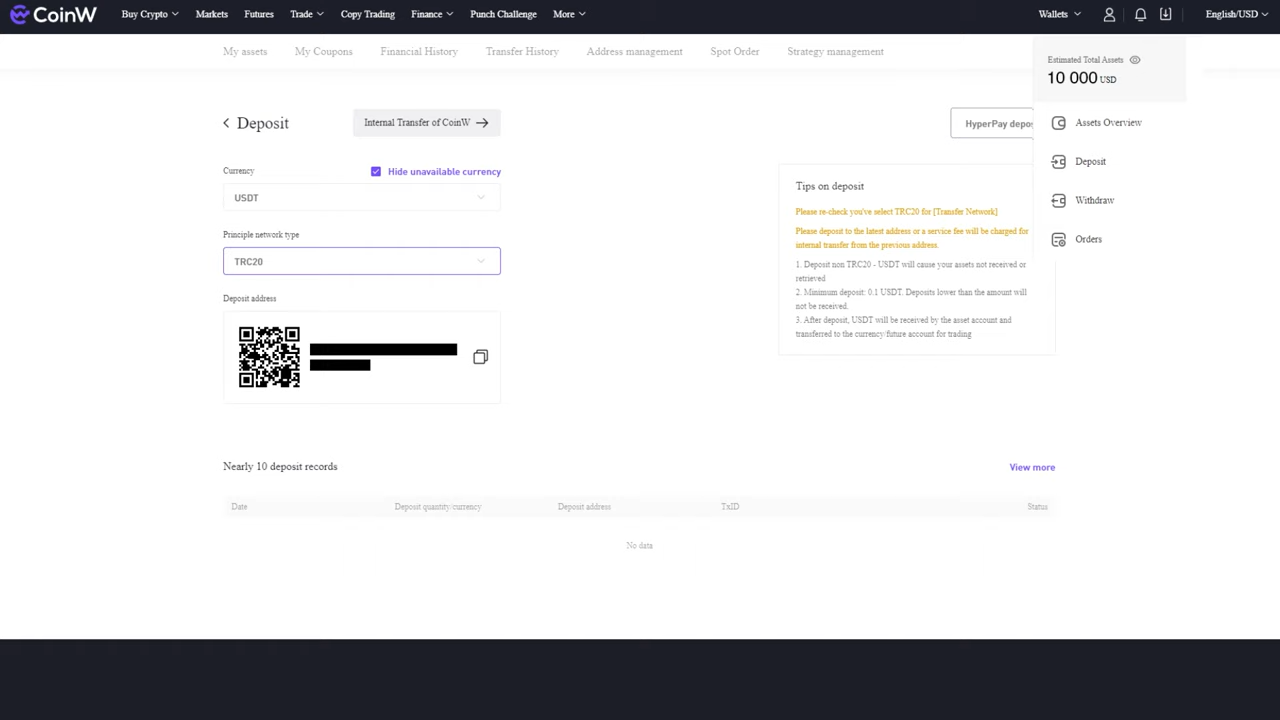 CoinW
Buy Crypto Markets Futures Trade Copy Trading Finance Punch Challenge More Wallets English/USD
My assets My Coupons Financial History Transfer History Address management Spot Order Strategy management
Estimated Total Assets
10 000 USD
Assets Overview
Deposit
Withdraw
Orders
Deposit
Internal Transfer of CoinW
HyperPay depos
Currency
Hide unavailable currency
USDT
Principle network type
TRC20
Deposit address
Tips on deposit
Please re-check you've select TRC20 for [Transfer Network]
Please deposit to the latest address or a service fee will be charged for
internal transfer from the previous address.
1. Deposit non TRC20 - USDT will cause your assets not received or
retrieved
2. Minimum deposit: 0.1 USDT. Deposits lower than the amount will
not be received.
3. After deposit, USDT will be received by the asset account and
transferred to the currency/future account for trading
Nearly 10 deposit records
View more
Date Deposit quantity/currency Deposit address TxID Status
No data